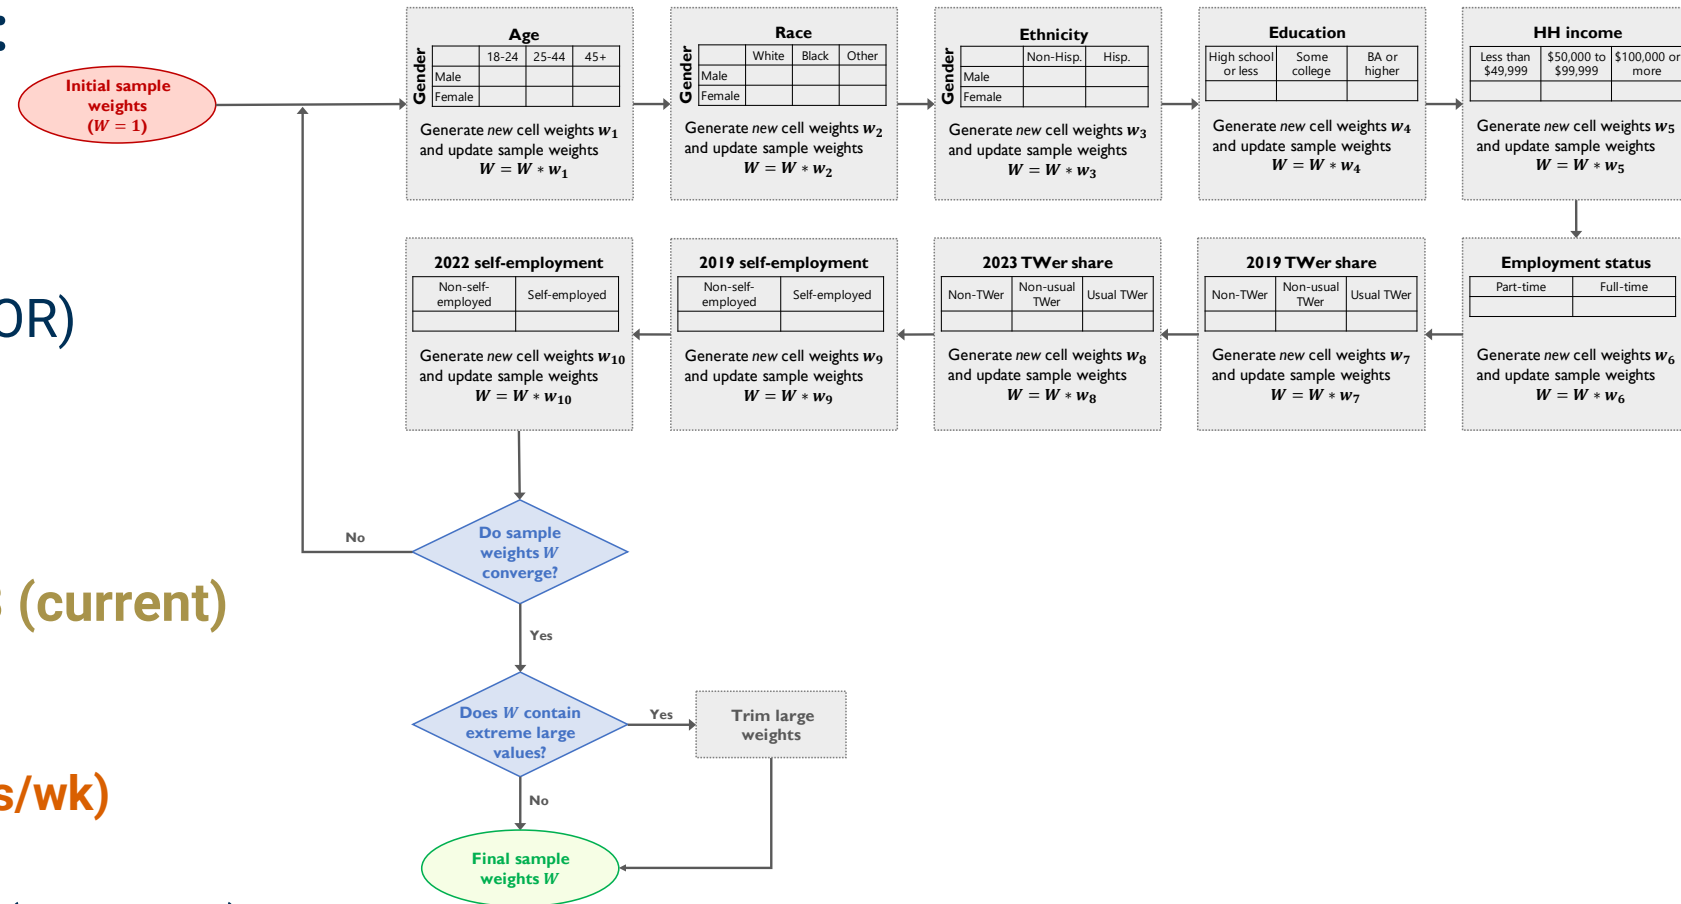 :
OR)
(current)
s/wk)
Initial sample
weights
(W = 1)
Age
Gender
18-24 25-44 45+
Male
Female
Generate new cell weights w₁
and update sample weights
W = W * w₁
Race
Gender
White Black Other
Male
Female
Generate new cell weights w₂
and update sample weights
W = W * w₂
Ethnicity
Gender
Non-Hisp. Hisp.
Male
Female
Generate new cell weights w₃
and update sample weights
W = W * w₃
Education
High school or less Some college BA or higher
Generate new cell weights w₄
and update sample weights
W = W * w₄
HH income
Less than $49,999 $50,000 to $99,999 $100,000 or more
Generate new cell weights w₅
and update sample weights
W = W * w₅
Employment status
Part-time Full-time
Generate new cell weights w₆
and update sample weights
W = W * w₆
2019 TWer share
Non-TWer Non-usual TWer Usual TWer
Generate new cell weights w₇
and update sample weights
W = W * w₇
2023 TWer share
Non-TWer Non-usual TWer Usual TWer
Generate new cell weights w₈
and update sample weights
W = W * w₈
2019 self-employment
Non-self-employed Self-employed
Generate new cell weights w₉
and update sample weights
W = W * w₉
2022 self-employment
Non-self-employed Self-employed
Generate new cell weights w₁₀
and update sample weights
W = W * w₁₀
Do sample
weights W
converge?
No
Yes
Does W contain
extreme large
values?
Yes
Trim large
weights
No
Final sample
weights W